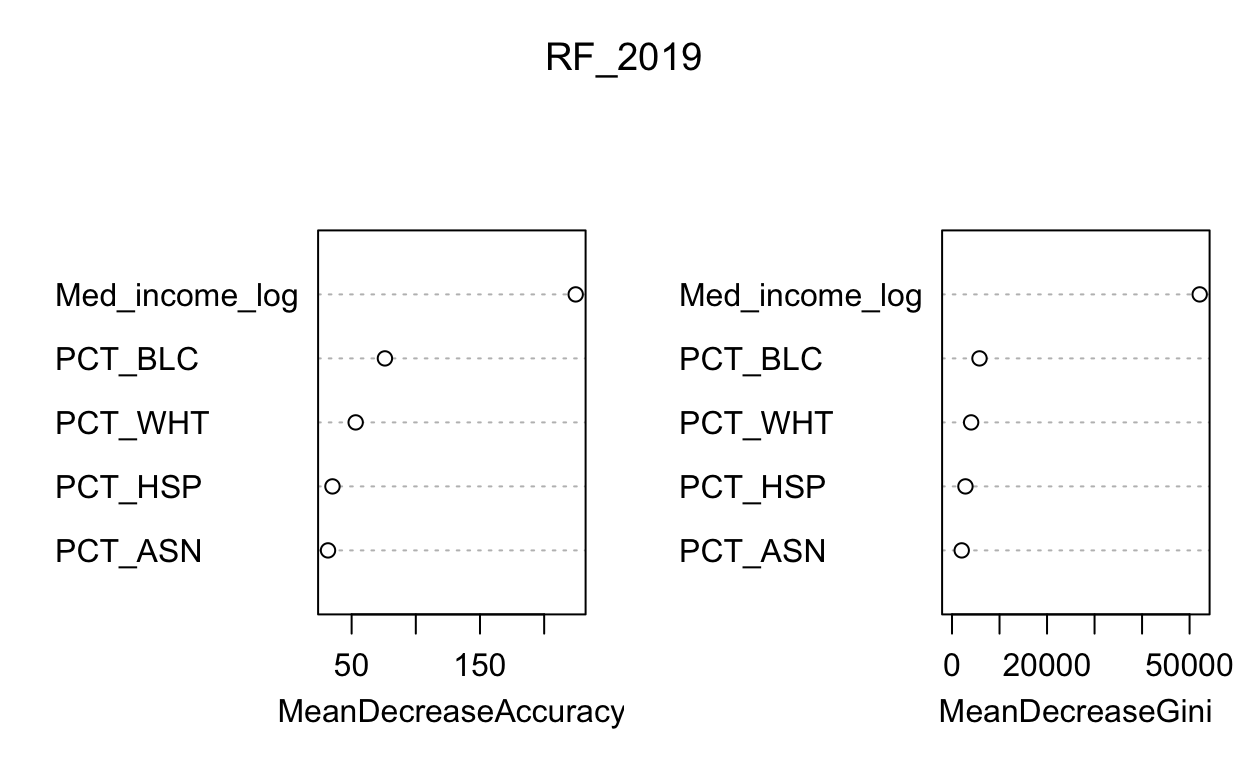 RF_2019
Med_income_log
PCT_BLC
PCT_WHT
PCT_HSP
PCT_ASN
50 150
MeanDecreaseAccuracy
Med_income_log
PCT_BLC
PCT_WHT
PCT_HSP
PCT_ASN
0 20000 50000
MeanDecreaseGini